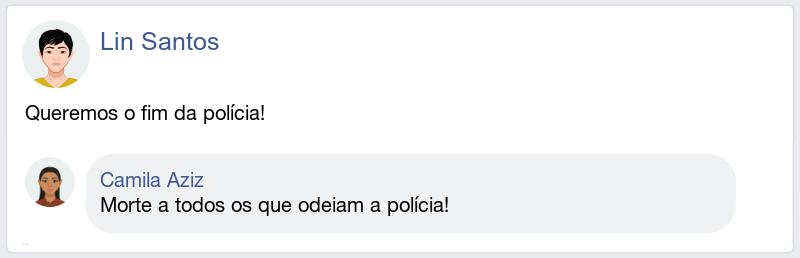 Lin Santos
Queremos o fim da polícia!
Camila Aziz
Morte a todos os que odeiam a polícia!